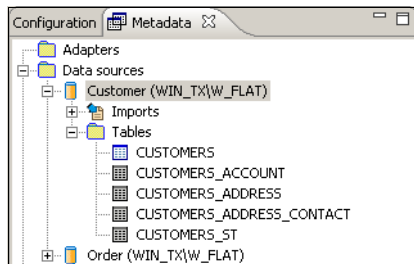 Configuration Metadata
Adapters
Data sources
Customer (WIN_TX\W_FLAT)
Imports
Tables
CUSTOMERS
CUSTOMERS_ACCOUNT
CUSTOMERS_ADDRESS
CUSTOMERS_ADDRESS_CONTACT
CUSTOMERS_ST
Order (WIN_TX\W_FLAT)